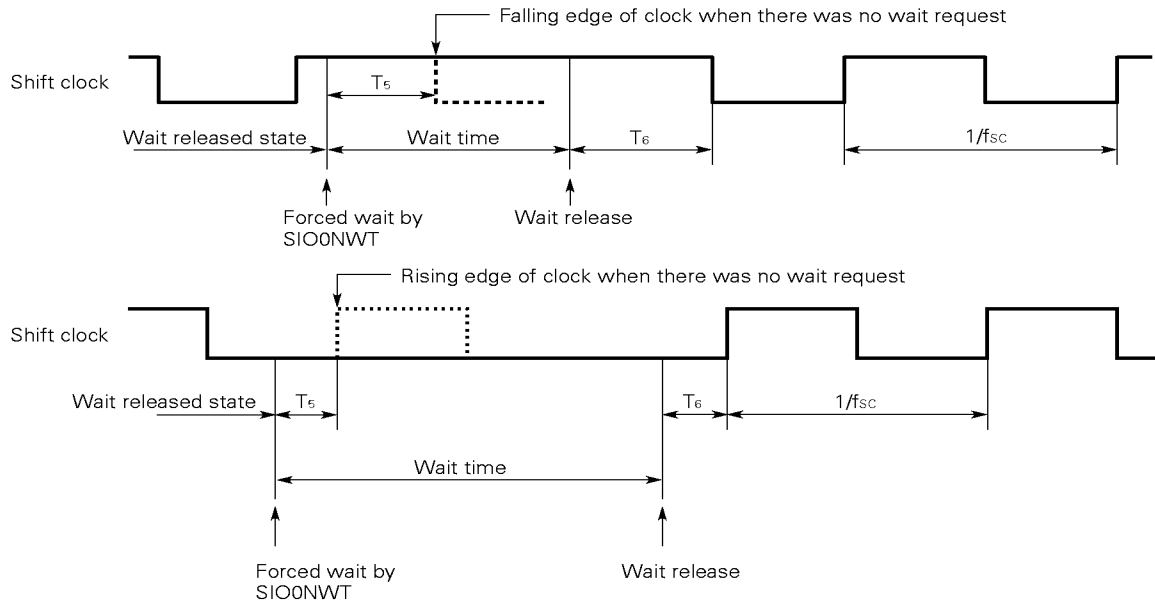 Falling edge of clock when there was no wait request
Shift clock
T5
Wait released state
Wait time
T6
1/fSC
Forced wait by
SIO0NWT
Wait release
Rising edge of clock when there was no wait request
Shift clock
Wait released state
T5
T6
1/fSC
Wait time
Forced wait by
SIO0NWT
Wait release